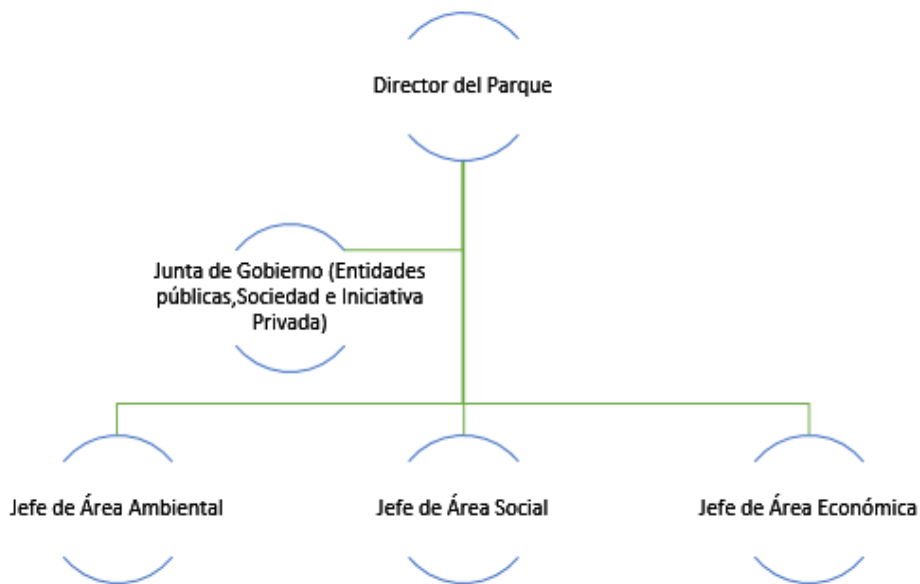 Director del Parque
Junta de Gobierno (Entidades
públicas,Sociedad e Iniciativa
Privada)
Jefe de Área Ambiental
Jefe de Área Social
Jefe de Área Económica